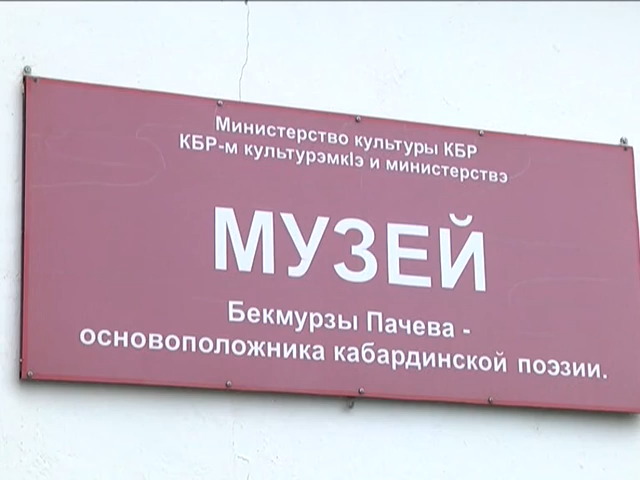 Министерство культуры КБР
КБР-м культурэмкӀэ и министерствэ
МУЗЕЙ
Бекмурзы Пачева -
основоположника кабардинской поэзии.